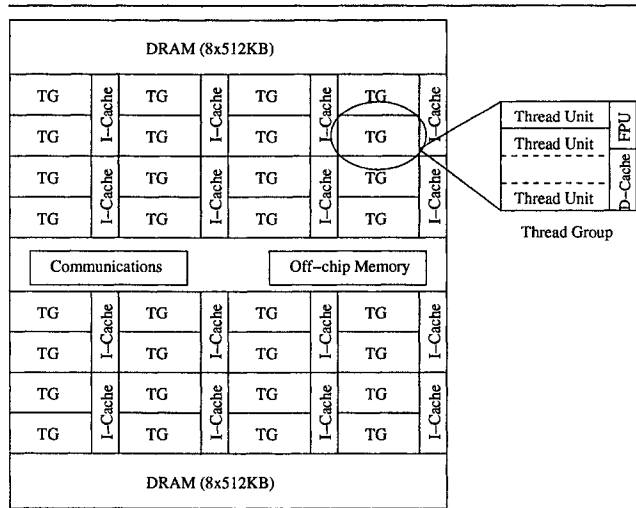 DRAM (8x512KB)
TG TG TG TG
I-Cache I-Cache I-Cache I-Cache
TG TG TG TG
TG TG TG TG
I-Cache I-Cache I-Cache I-Cache
TG TG TG TG
Communications
Off-chip Memory
TG TG TG TG
I-Cache I-Cache I-Cache I-Cache
TG TG TG TG
TG TG TG TG
I-Cache I-Cache I-Cache I-Cache
TG TG TG TG
DRAM (8x512KB)
Thread Unit
Thread Unit
Thread Unit
FPU
D-Cache
Thread Group